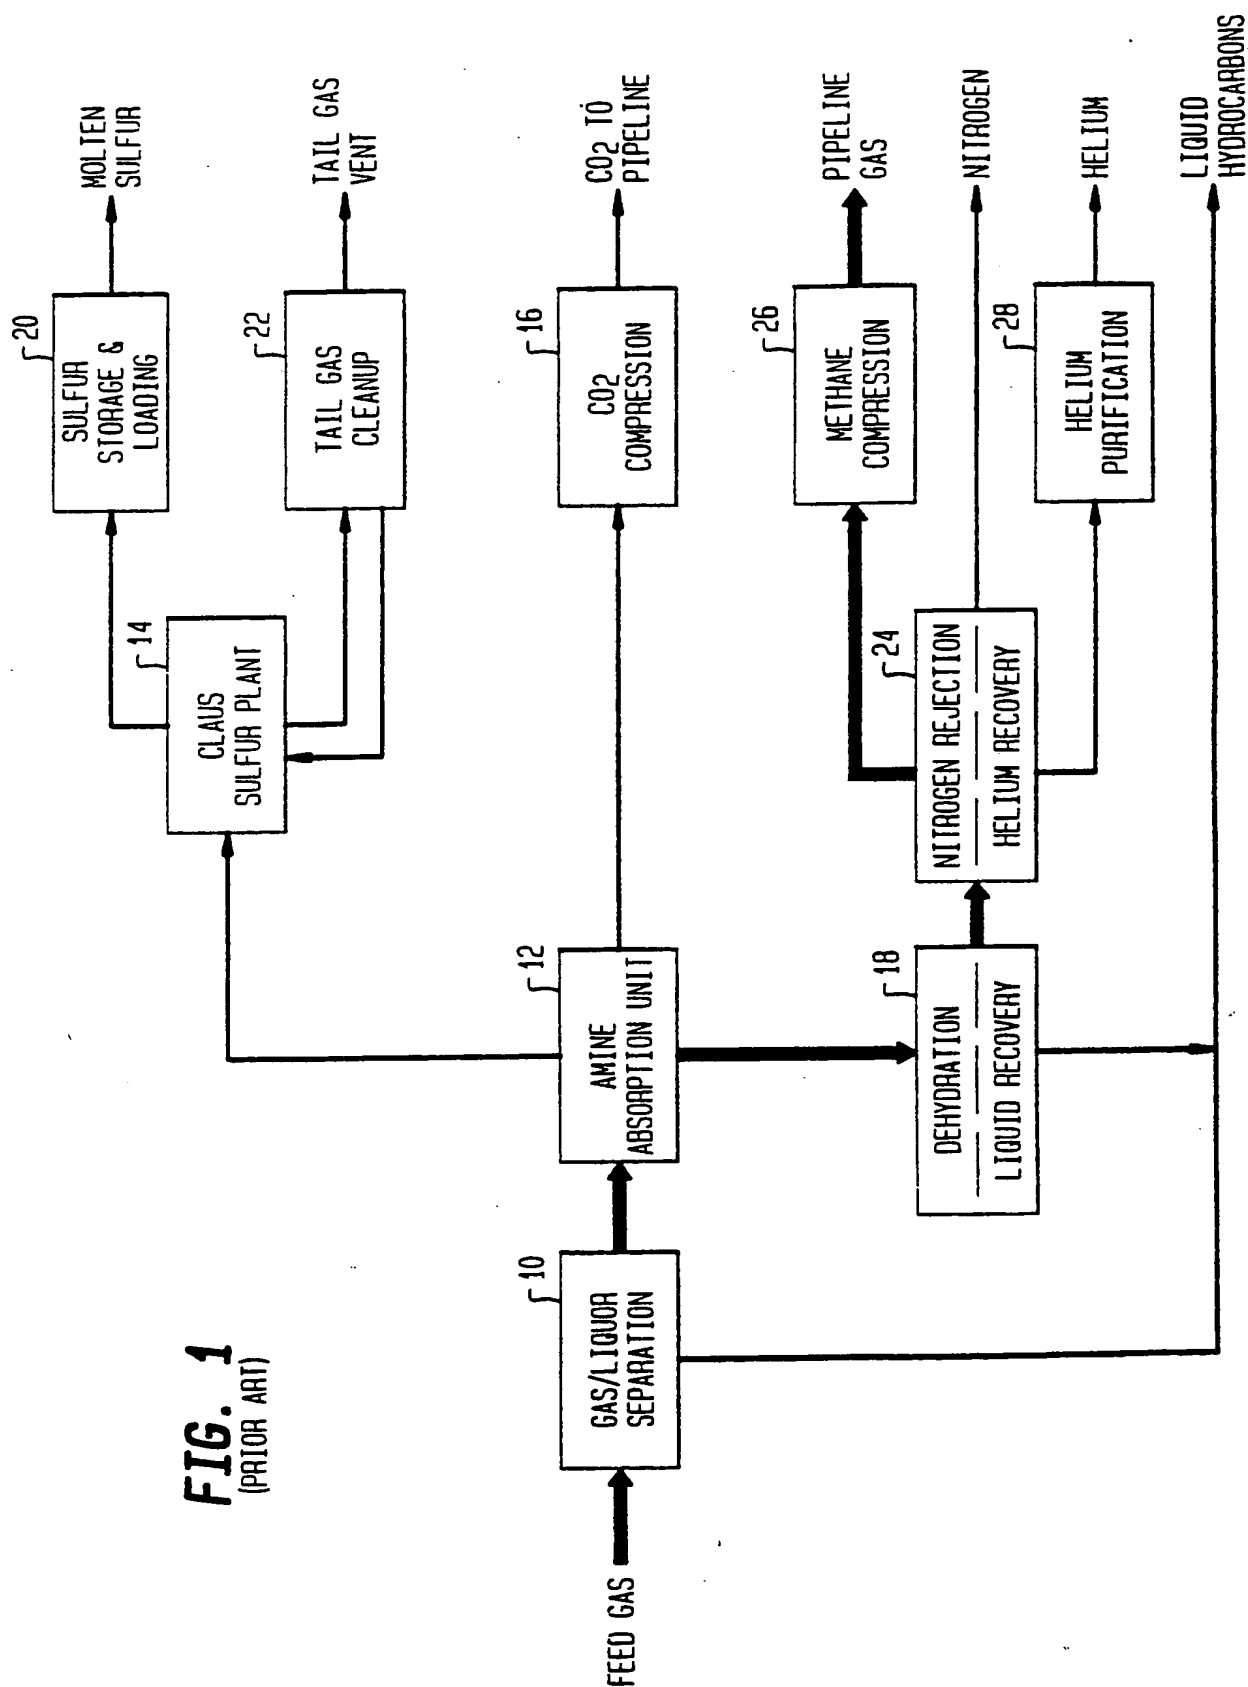 FIG. 1
(PRIOR ART)
FEED GAS
10
GAS/LIQUOR
SEPARATION
12
AMINE
ABSORPTION UNIT
14
CLAUS
SULFUR PLANT
20
SULFUR
STORAGE &
LOADING
MOLTEN
SULFUR
22
TAIL GAS
CLEANUP
TAIL GAS
VENT
16
CO2
COMPRESSION
CO2 TO
PIPELINE
18
DEHYDRATION
LIQUID RECOVERY
24
NITROGEN REJECTION
HELIUM RECOVERY
26
METHANE
COMPRESSION
PIPELINE
GAS
NITROGEN
28
HELIUM
PURIFICATION
HELIUM
LIQUID
HYDROCARBONS